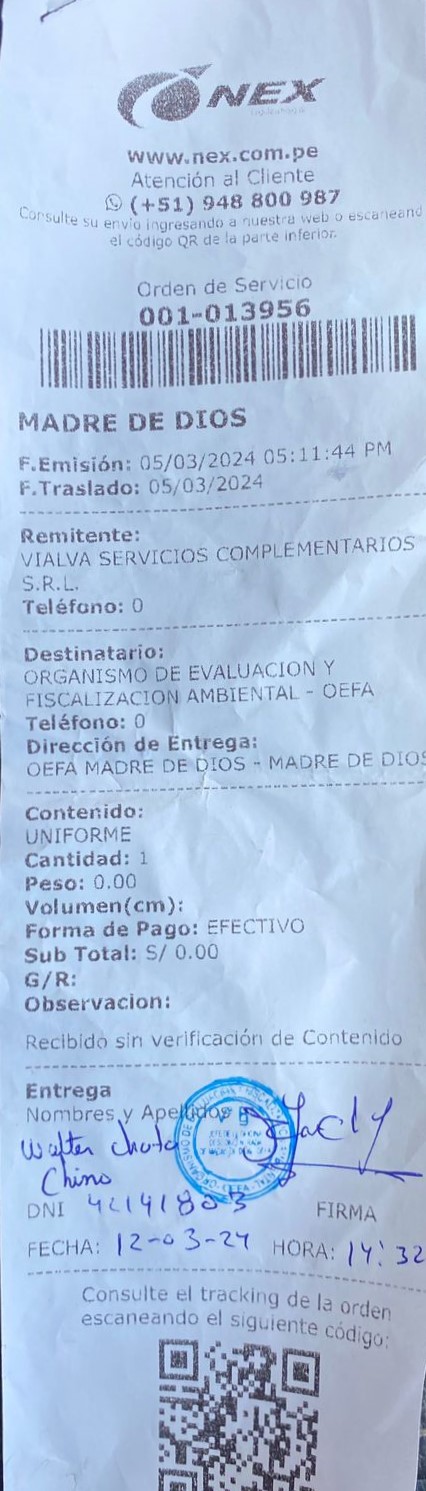 NEX
www.nex.com.pe
Atención al Cliente
(+51) 948 800 987
Consulte su envío ingresando a nuestra web o escaneand
el código QR de la parte inferior.
Orden de Servicio
001-013956
MADRE DE DIOS
F.Emisión: 05/03/2024 05:11:44 PM
F.Traslado: 05/03/2024
Remitente:
VIALVA SERVICIOS COMPLEMENTARIOS
S.R.L.
Teléfono: 0
Destinatario:
ORGANISMO DE EVALUACION Y
FISCALIZACION AMBIENTAL - OEFA
Teléfono: 0
Dirección de Entrega:
OEFA MADRE DE DIOS - MADRE DE DIOS
Contenido:
UNIFORME
Cantidad: 1
Peso: 0.00
Volumen(cm):
Forma de Pago: EFECTIVO
Sub Total: S/ 0.00
G/R:
Observacion:
Recibido sin verificación de Contenido
Entrega
Nombres y Apellidos
Walter
Chino
DNI 42141803
FIRMA
FECHA: 12-03-24 HORA: 14:32
Consulte el tracking de la orden
escaneando el siguiente código: